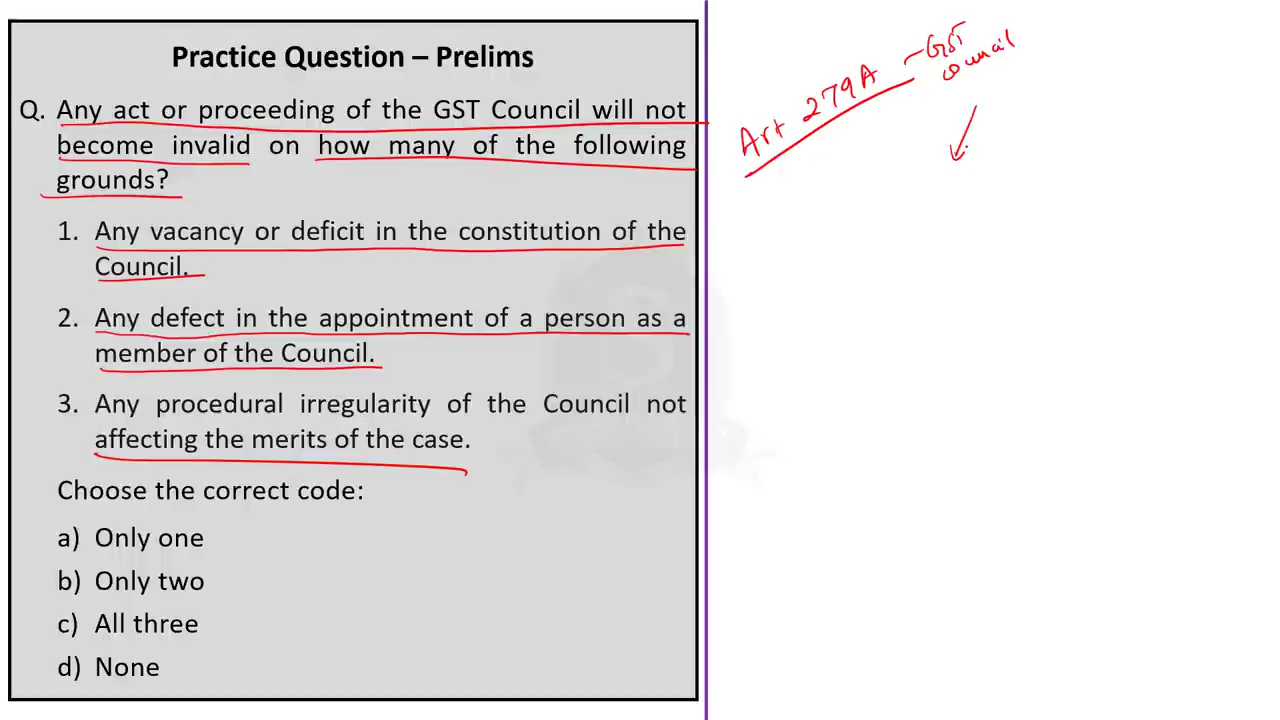 Practice Question – Prelims
Q. Any act or proceeding of the GST Council will not
become invalid on how many of the following
grounds?
1. Any vacancy or deficit in the constitution of the
Council.
2. Any defect in the appointment of a person as a
member of the Council.
3. Any procedural irregularity of the Council not
affecting the merits of the case.
Choose the correct code:
a) Only one
b) Only two
c) All three
d) None
Art 279A
GST
council